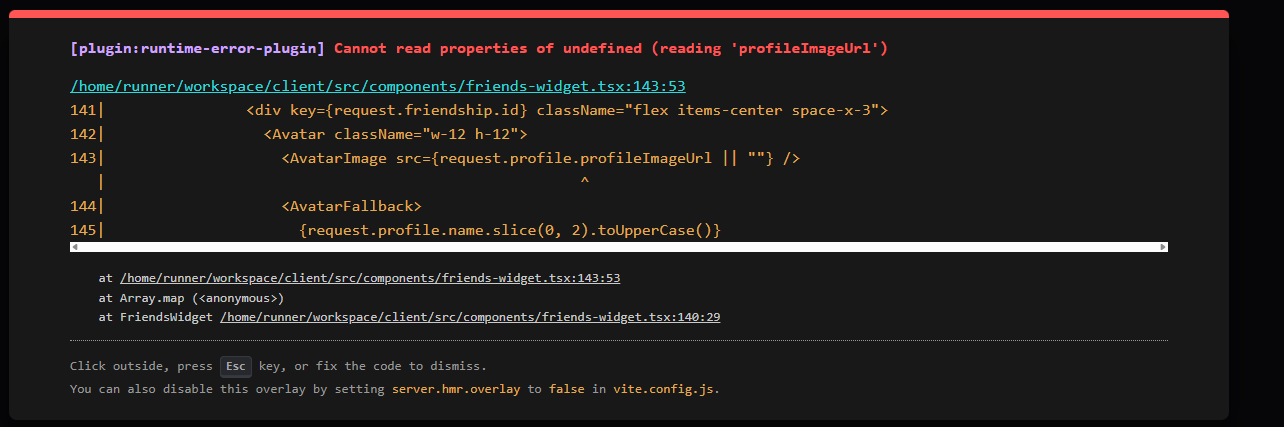 [plugin:runtime-error-plugin] Cannot read properties of undefined (reading 'profileImageUrl')
/home/runner/workspace/client/src/components/friends-widget.tsx:143:53
141|                <div key={request.friendship.id} className="flex items-center space-x-3">
142|                  <Avatar className="w-12 h-12">
143|                    <AvatarImage src={request.profile.profileImageUrl || ""} />
   |                                                      ^
144|                    <AvatarFallback>
145|                      {request.profile.name.slice(0, 2).toUpperCase()}
at /home/runner/workspace/client/src/components/friends-widget.tsx:143:53
at Array.map (<anonymous>)
at FriendsWidget /home/runner/workspace/client/src/components/friends-widget.tsx:140:29
Click outside, press Esc key, or fix the code to dismiss.
You can also disable this overlay by setting server.hmr.overlay to false in vite.config.js.